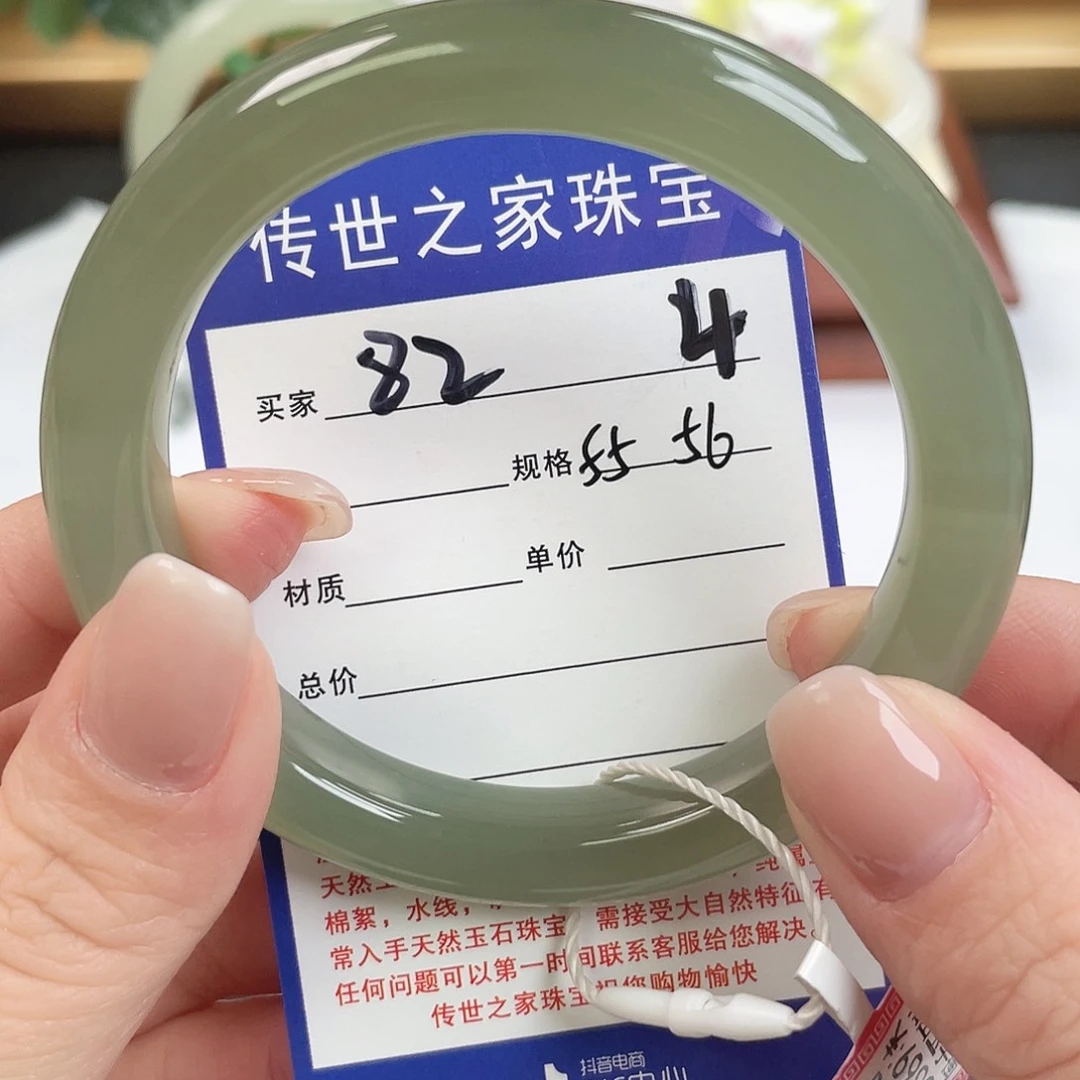 传世之家珠宝
买家 82 4
规格 55 56
材质 单价
总价
天然
棉絮，水线， 需接受大自然特征有
常入手天然玉石珠宝
任何问题可以第一时间联系客服给您解决。
传世之家珠宝祝您购物愉快
抖音电商